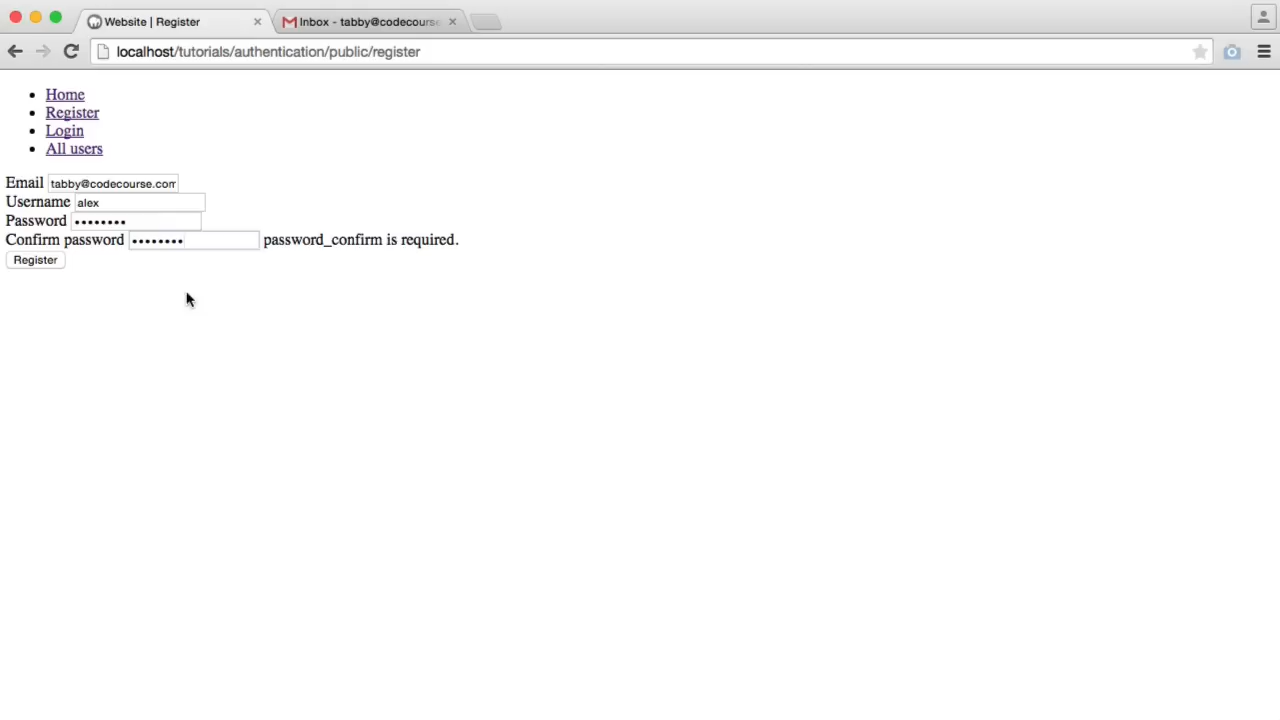 Website | Register
Inbox - tabby@codecourse
localhost/tutorials/authentication/public/register
Home
Register
Login
All users
Email tabby@codecourse.com
Username alex
Password ••••••••
Confirm password •••••••• password_confirm is required.
Register